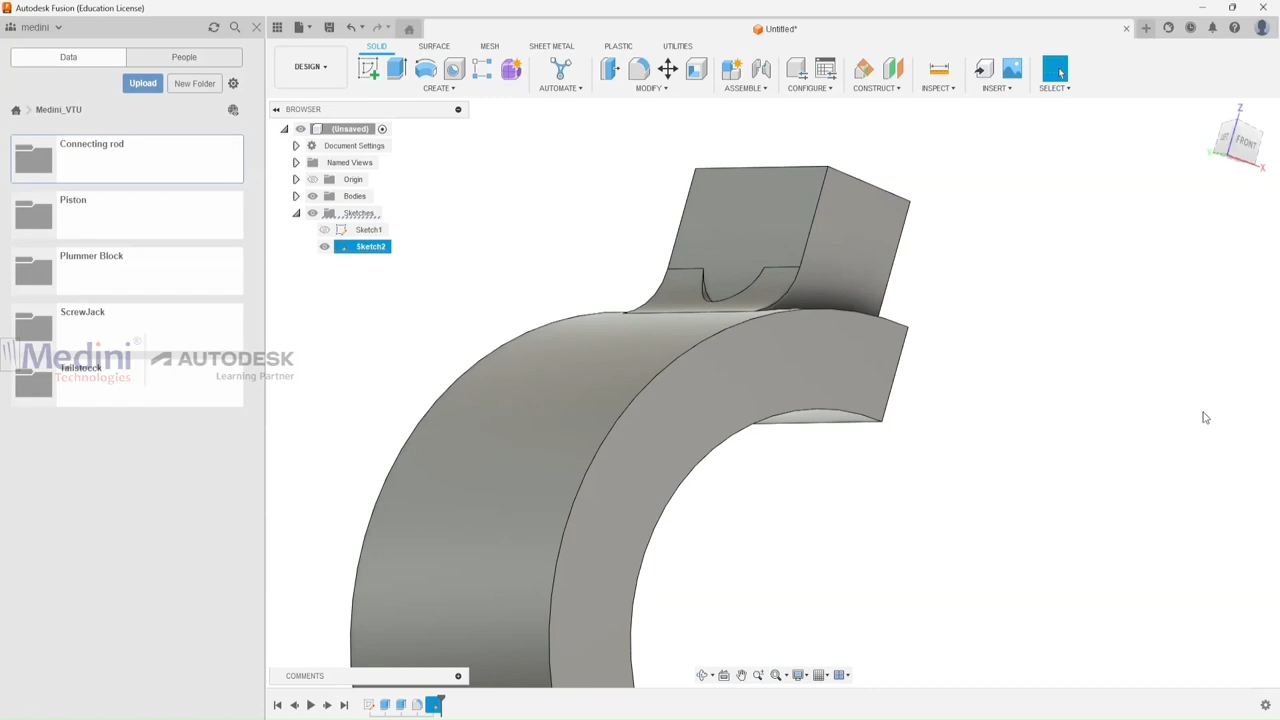 Autodesk Fusion (Education License)
medini
Untitled*
Data
People
Upload
New Folder
Medini_VTU
Connecting rod
Piston
Plummer Block
ScrewJack
Tailstocck
Medini®
Technologies
AUTODESK
Learning Partner
DESIGN
SOLID
SURFACE
MESH
SHEET METAL
PLASTIC
UTILITIES
CREATE
AUTOMATE
MODIFY
ASSEMBLE
CONFIGURE
CONSTRUCT
INSPECT
INSERT
SELECT
BROWSER
(Unsaved)
Document Settings
Named Views
Origin
Bodies
Sketches
Sketch1
Sketch2
Z
LEFT
FRONT
Y
X
COMMENTS